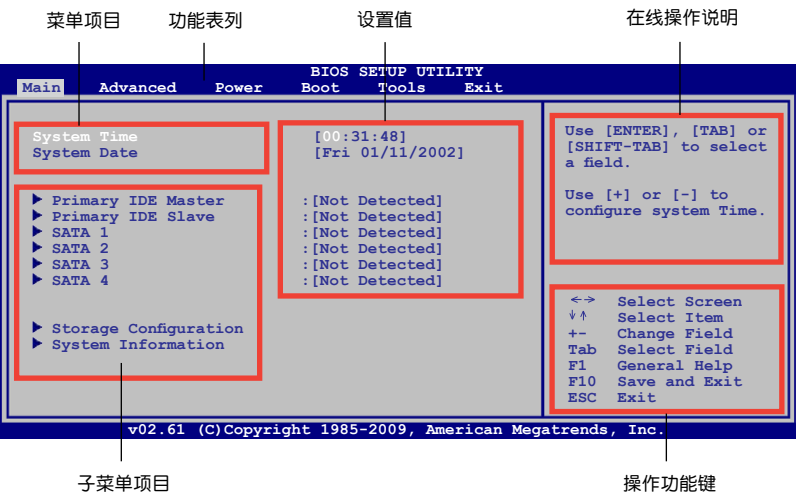 菜单项目 功能表列 设置值 在线操作说明
BIOS SETUP UTILITY
Main Advanced Power Boot Tools Exit
System Time [00:31:48]
System Date [Fri 01/11/2002]
Primary IDE Master :[Not Detected]
Primary IDE Slave :[Not Detected]
SATA 1 :[Not Detected]
SATA 2 :[Not Detected]
SATA 3 :[Not Detected]
SATA 4 :[Not Detected]
Storage Configuration
System Information
Use [ENTER], [TAB] or
[SHIFT-TAB] to select
a field.
Use [+] or [-] to
configure system Time.
←→ Select Screen
↓↑ Select Item
+- Change Field
Tab Select Field
F1 General Help
F10 Save and Exit
ESC Exit
v02.61 (C)Copyright 1985-2009, American Megatrends, Inc.
子菜单项目 操作功能键